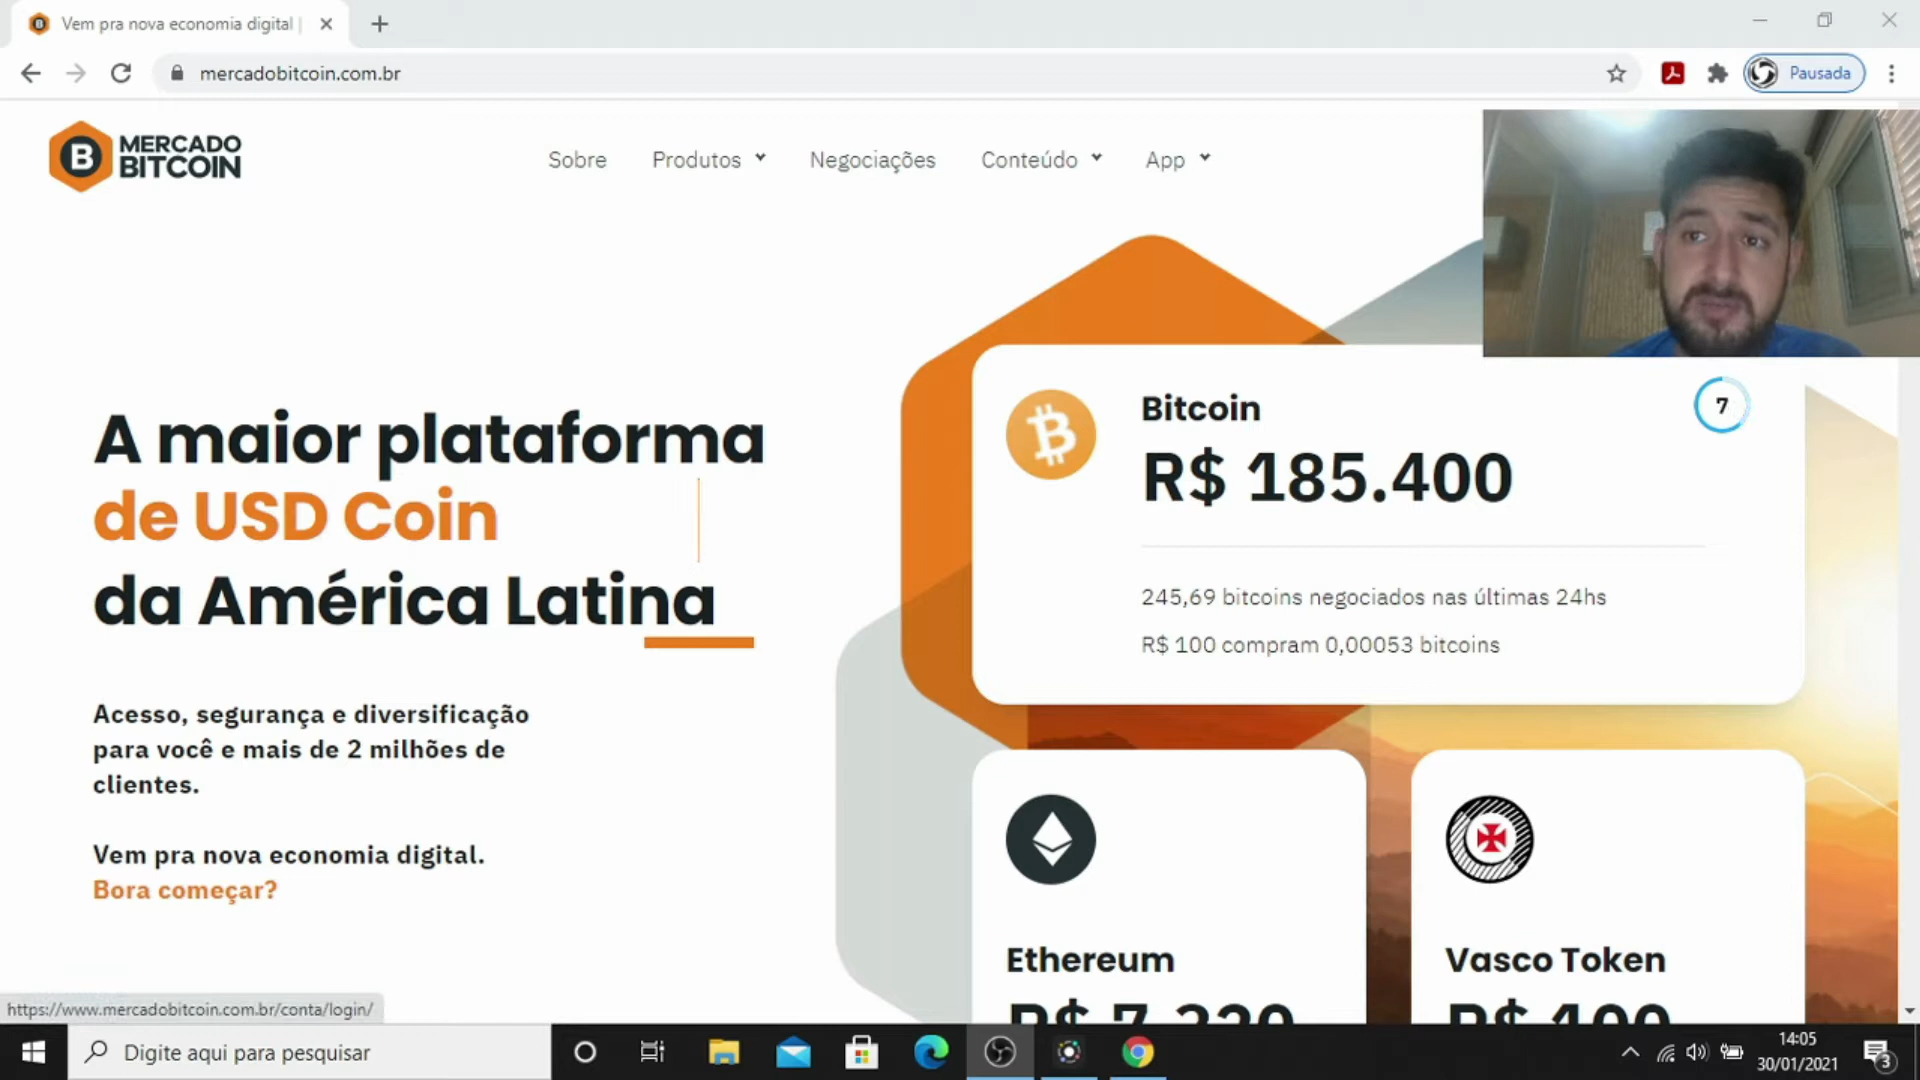 Vem pra nova economia digital |
mercadobitcoin.com.br
Pausada
MERCADO
BITCOIN
Sobre
Produtos
Negociações
Conteúdo
App
A maior plataforma
de USD Coin
da América Latina
Acesso, segurança e diversificação
para você e mais de 2 milhões de
clientes.
Vem pra nova economia digital.
Bora começar?
Bitcoin
7
R$ 185.400
245,69 bitcoins negociados nas últimas 24hs
R$ 100 compram 0,00053 bitcoins
Ethereum
R$ 7.320
Vasco Token
R$ 100
https://www.mercadobitcoin.com.br/conta/login/
Digite aqui para pesquisar
14:05
30/01/2021
3